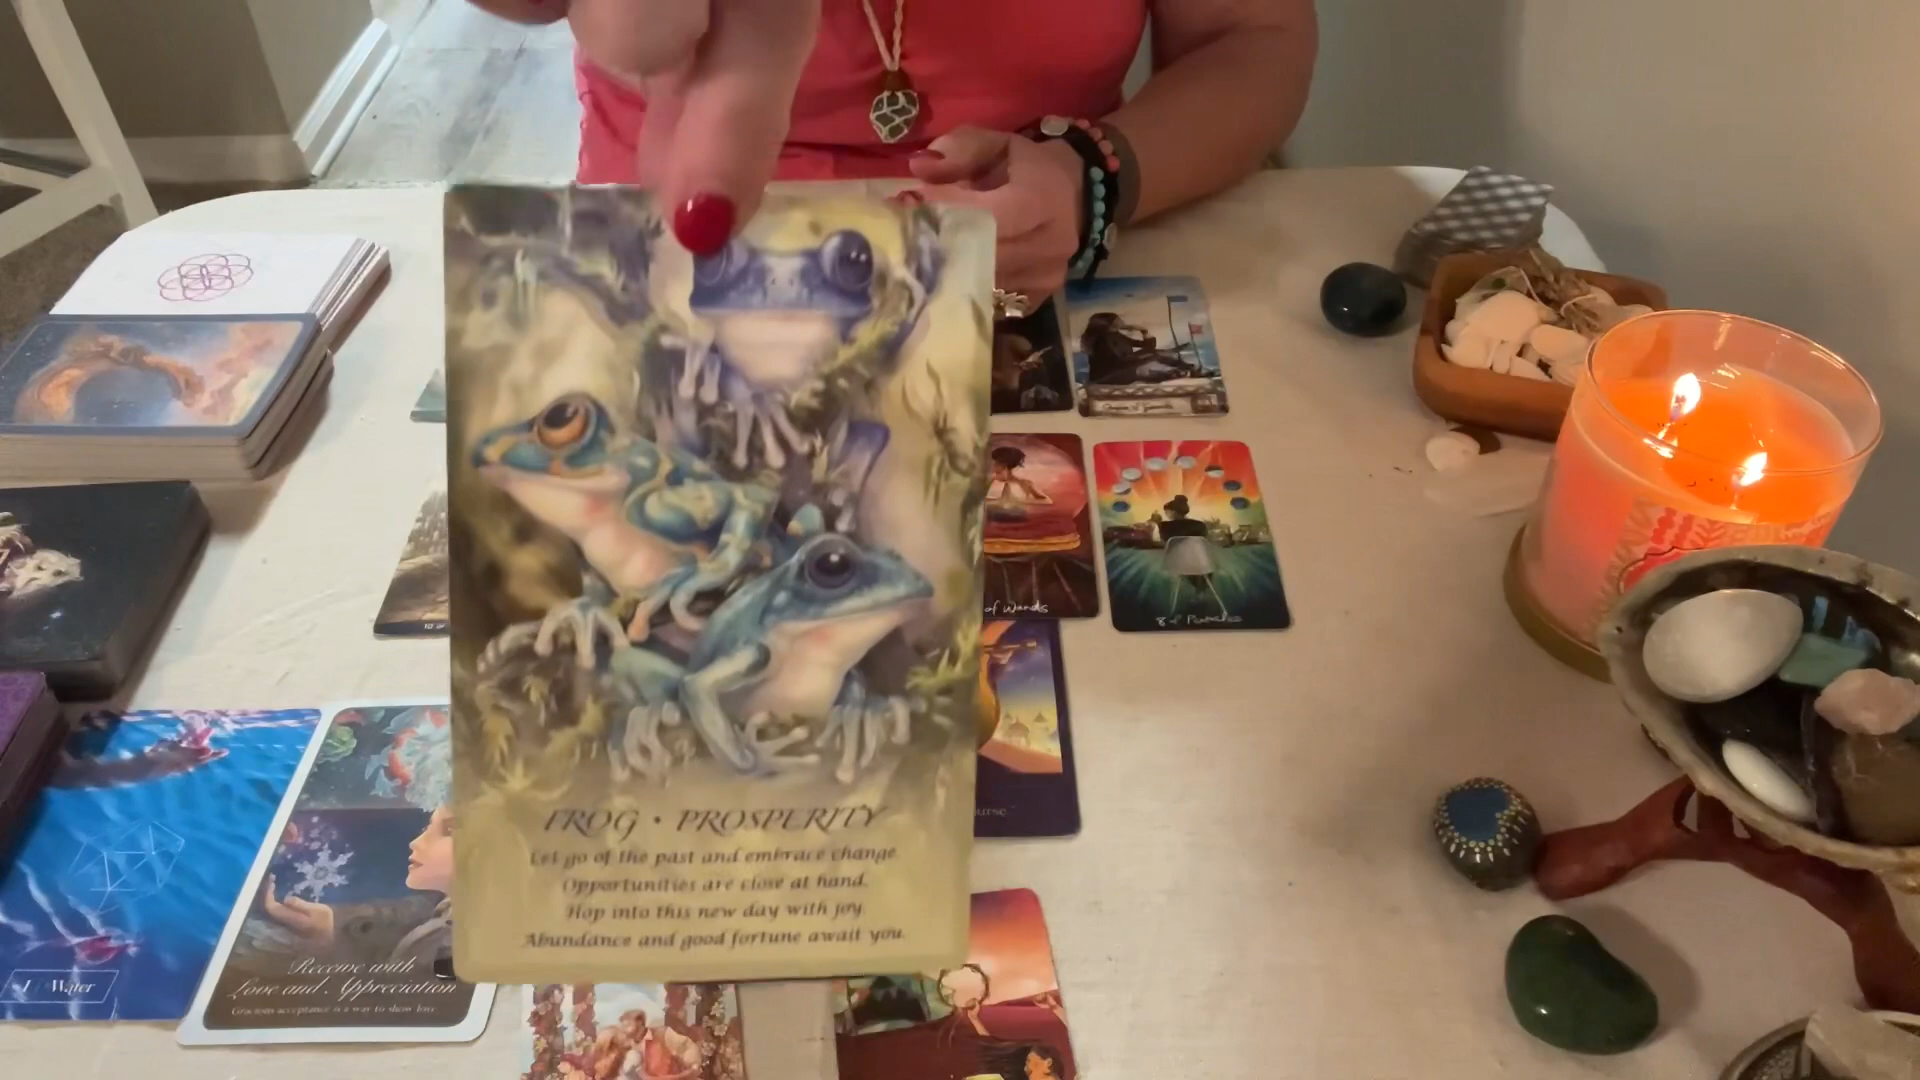 of Wands
8 of Pentacles
FROG • PROSPERITY
Let go of the past and embrace change.
Opportunities are close at hand.
Hop into this new day with joy.
Abundance and good fortune await you.
Receive with
Love and Appreciation
Gracious acceptance is a way to show love.
Water